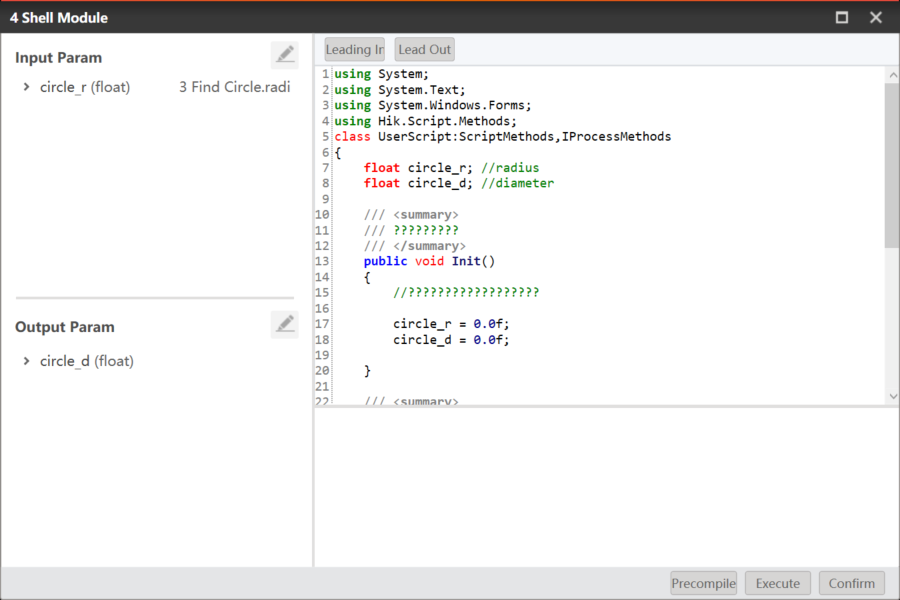 4 Shell Module
Input Param
circle_r (float) 3 Find Circle.radi
Output Param
circle_d (float)
Leading In Lead Out
1 using System;
2 using System.Text;
3 using System.Windows.Forms;
4 using Hik.Script.Methods;
5 class UserScript:ScriptMethods,IProcessMethods
6 {
7 float circle_r; //radius
8 float circle_d; //diameter
9
10 /// <summary>
11 /// ?????????
12 /// </summary>
13 public void Init()
14 {
15 //??????????????????
16
17 circle_r = 0.0f;
18 circle_d = 0.0f;
19
20 }
21
22 /// <summary>
Precompile Execute Confirm